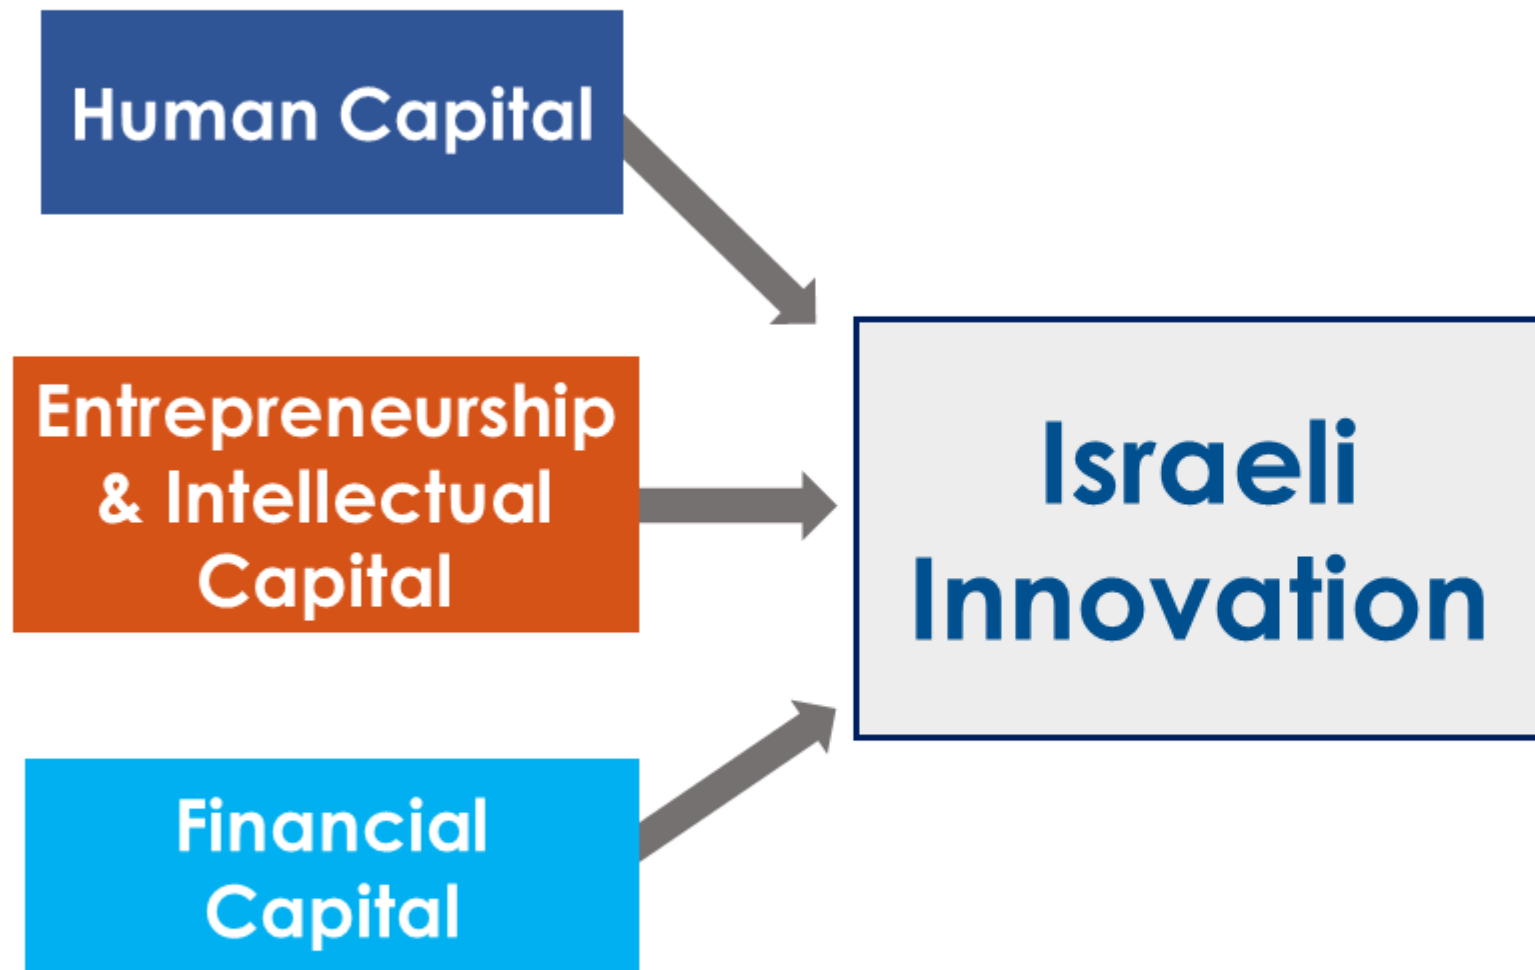 Human Capital
Entrepreneurship
& Intellectual
Capital
Financial
Capital
Israeli
Innovation